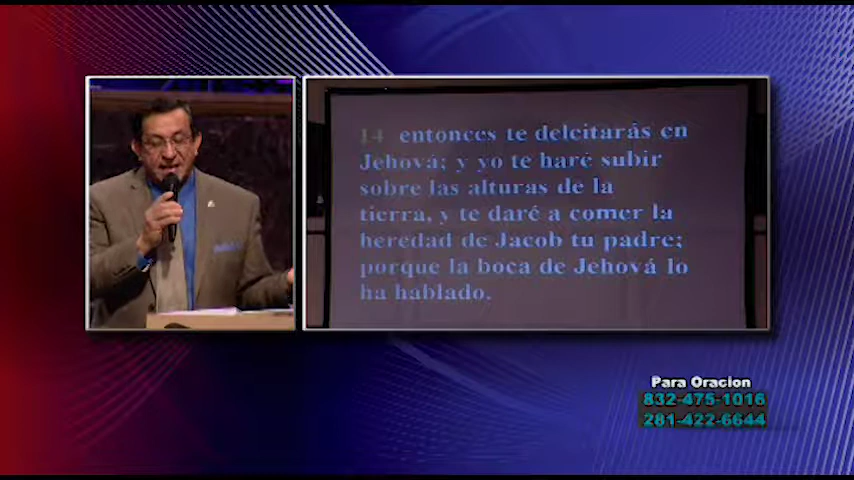 14 entonces te deleitarás en
Jehová; y yo te haré subir
sobre las alturas de la
tierra, y te daré a comer la
heredad de Jacob tu padre;
porque la boca de Jehová lo
ha hablado.
Para Oracion
832-475-1016
281-422-6644